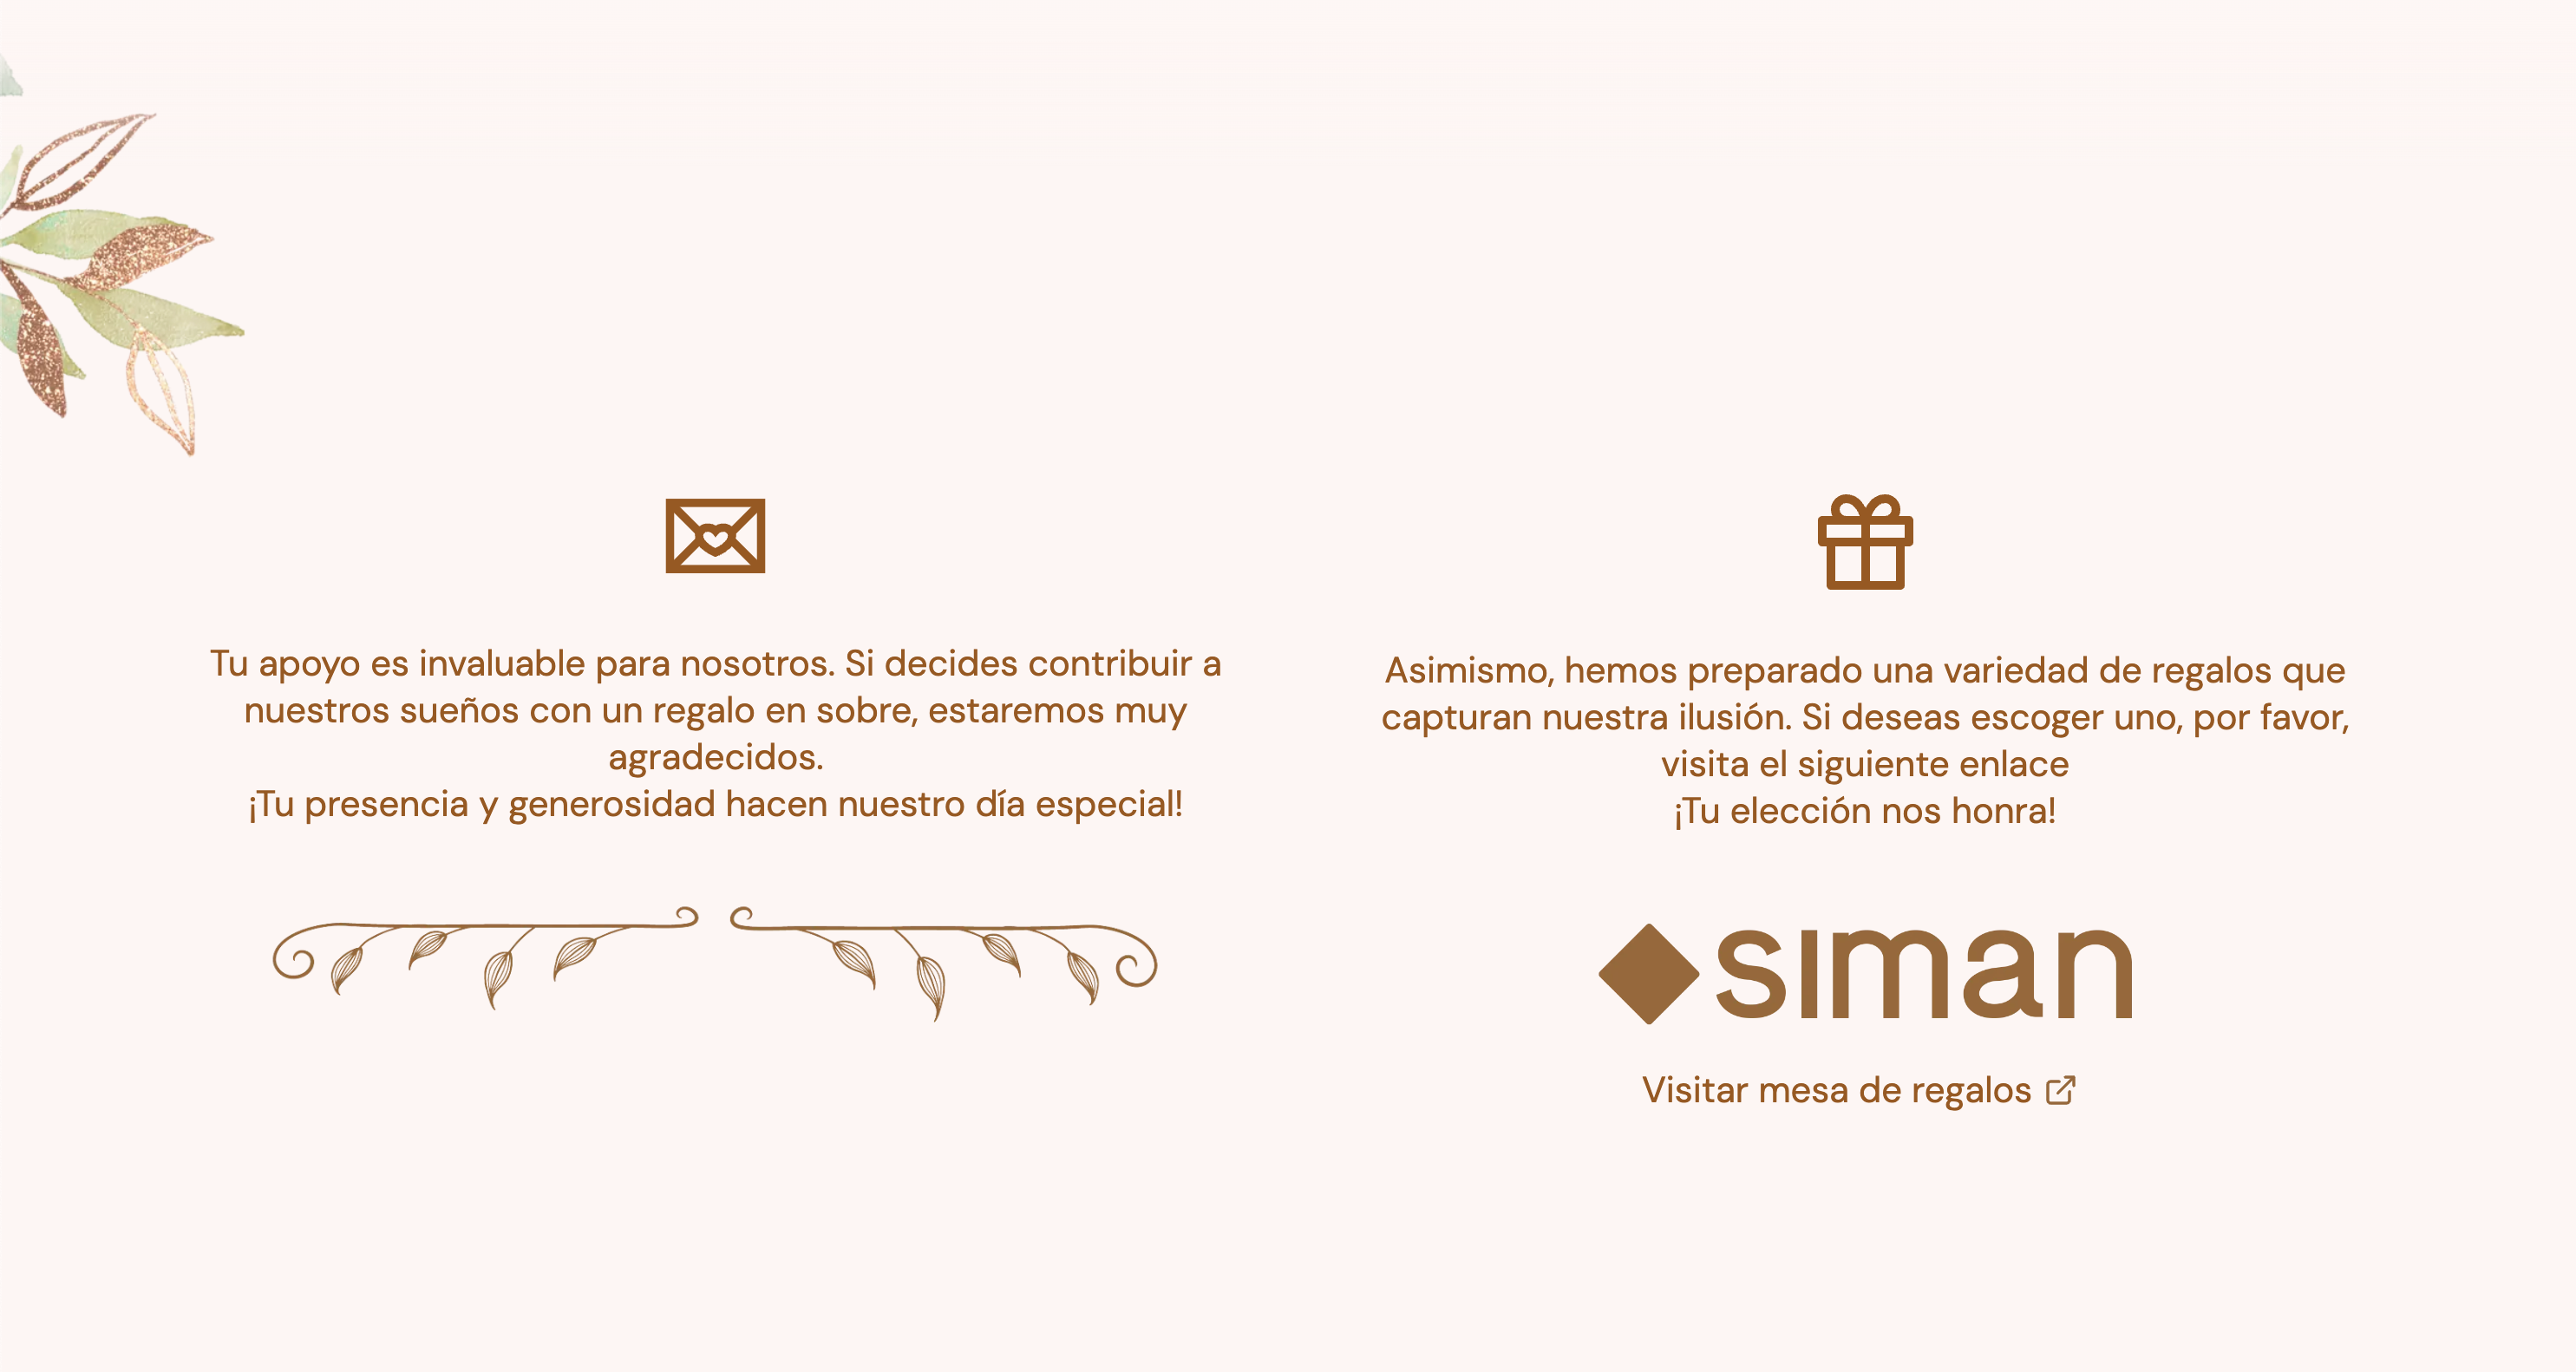 Tu apoyo es invaluable para nosotros. Si decides contribuir a
nuestros sueños con un regalo en sobre, estaremos muy
agradecidos.
¡Tu presencia y generosidad hacen nuestro día especial!
Asimismo, hemos preparado una variedad de regalos que
capturan nuestra ilusión. Si deseas escoger uno, por favor,
visita el siguiente enlace
¡Tu elección nos honra!
siman
Visitar mesa de regalos